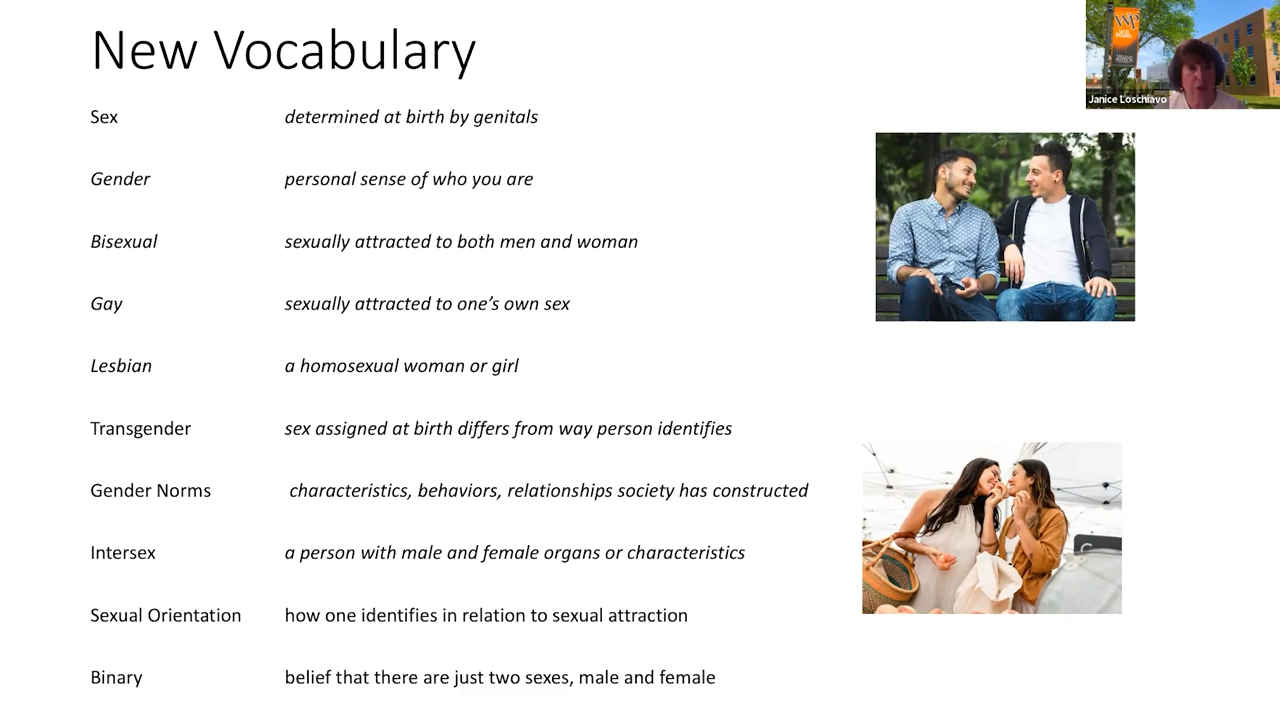 New Vocabulary
WP
Janice Loschiavo
Sex determined at birth by genitals
Gender personal sense of who you are
Bisexual sexually attracted to both men and woman
Gay sexually attracted to one's own sex
Lesbian a homosexual woman or girl
Transgender sex assigned at birth differs from way person identifies
Gender Norms characteristics, behaviors, relationships society has constructed
Intersex a person with male and female organs or characteristics
Sexual Orientation how one identifies in relation to sexual attraction
Binary belief that there are just two sexes, male and female